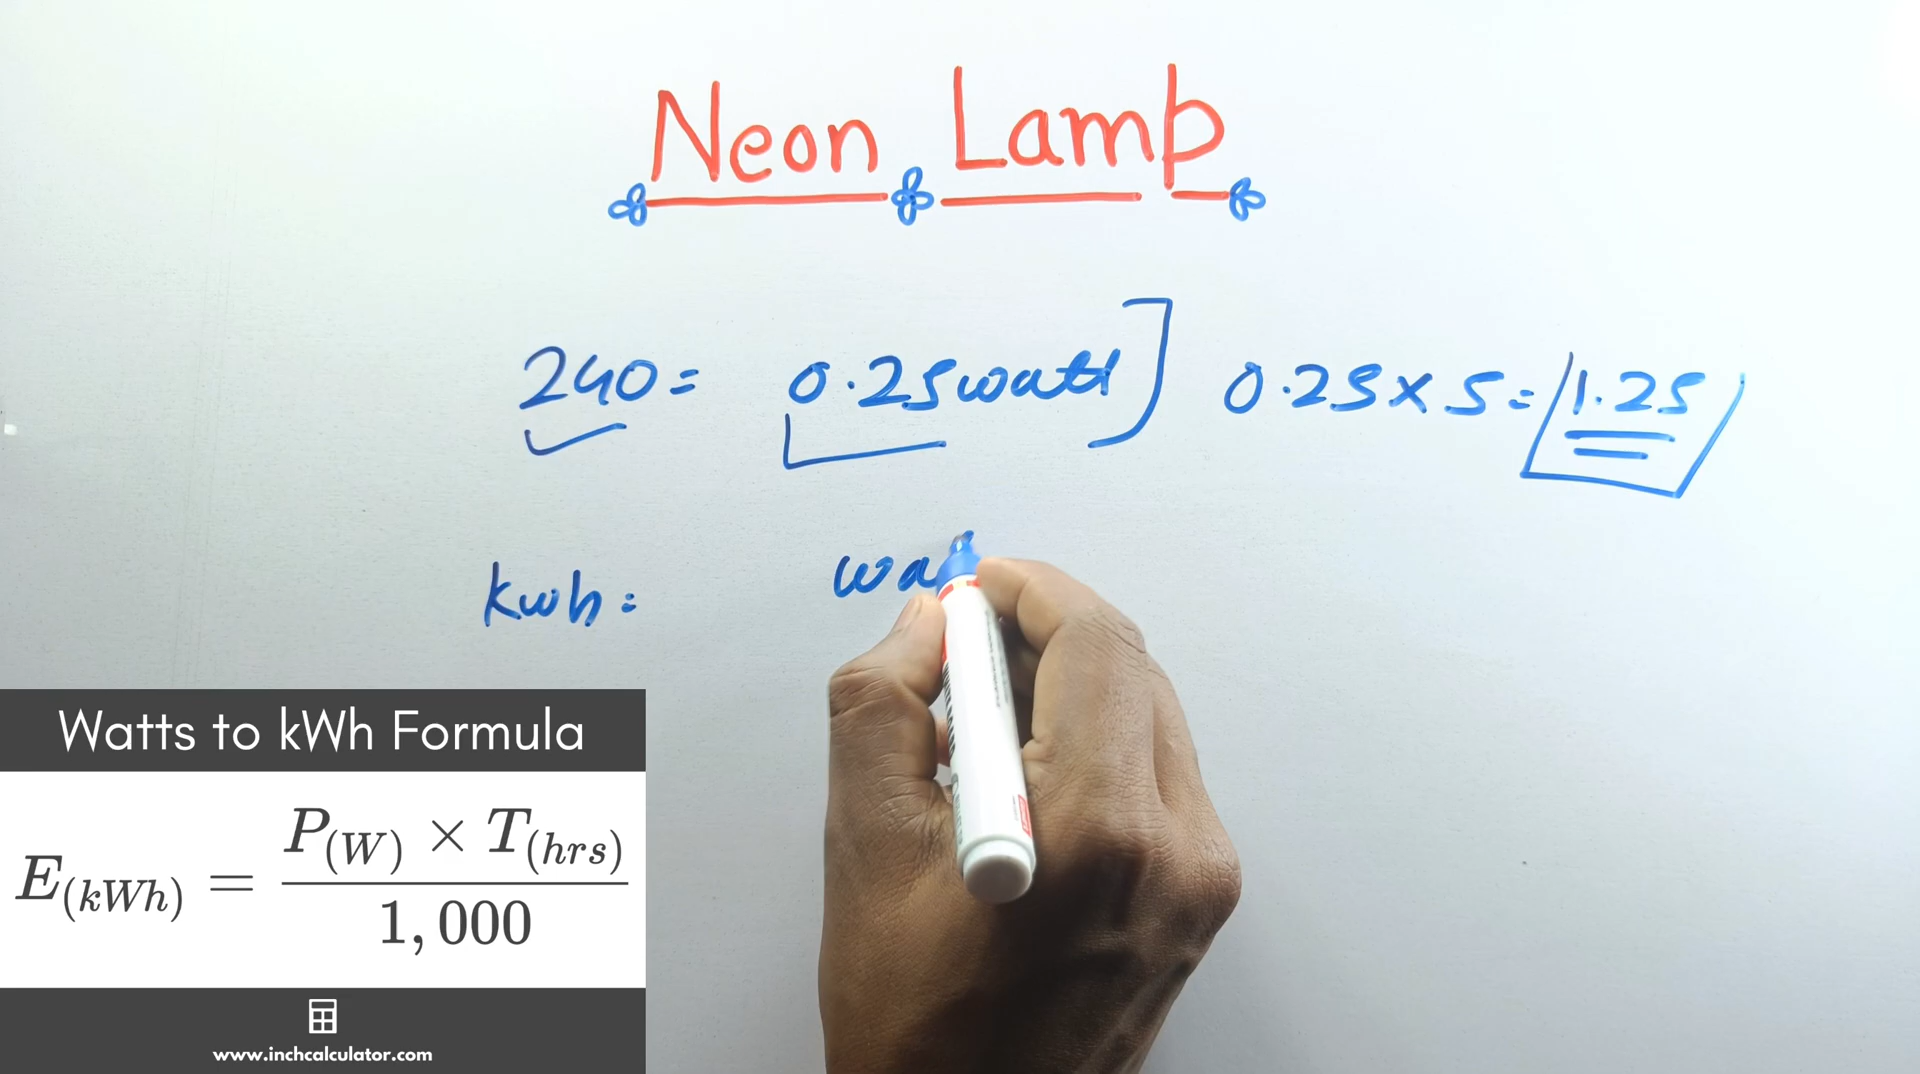 Neon Lamp
240 = 0.25watt] 0.25 x 5 = 1.25
kwh =
Watts to kWh Formula
E(kWh) = P(W) × T(hrs) / 1,000
www.inchcalculator.com